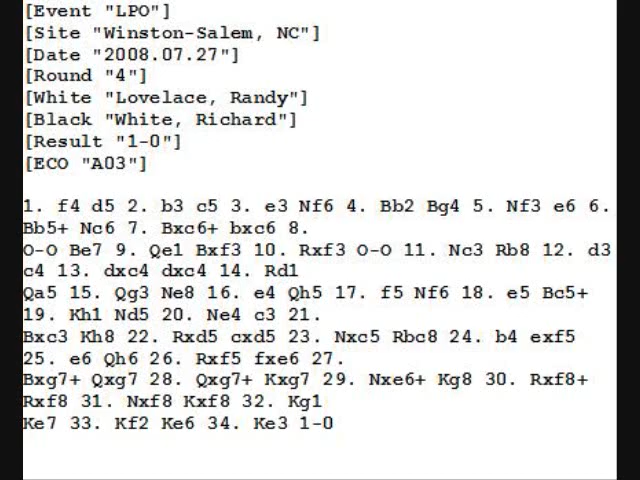 [Event "LPO"]
[Site "Winston-Salem, NC"]
[Date "2008.07.27"]
[Round "4"]
[White "Lovelace, Randy"]
[Black "White, Richard"]
[Result "1-0"]
[ECO "A03"]
1. f4 d5 2. b3 c5 3. e3 Nf6 4. Bb2 Bg4 5. Nf3 e6 6.
Bb5+ Nc6 7. Bxc6+ bxc6 8.
O-O Be7 9. Qe1 Bxf3 10. Rxf3 O-O 11. Nc3 Rb8 12. d3
c4 13. dxc4 dxc4 14. Rd1
Qa5 15. Qg3 Ne8 16. e4 Qh5 17. f5 Nf6 18. e5 Bc5+
19. Kh1 Nd5 20. Ne4 c3 21.
Bxc3 Kh8 22. Rxd5 cxd5 23. Nxc5 Rbc8 24. b4 exf5
25. e6 Qh6 26. Rxf5 fxe6 27.
Bxg7+ Qxg7 28. Qxg7+ Kxg7 29. Nxe6+ Kg8 30. Rxf8+
Rxf8 31. Nxf8 Kxf8 32. Kg1
Ke7 33. Kf2 Ke6 34. Ke3 1-0